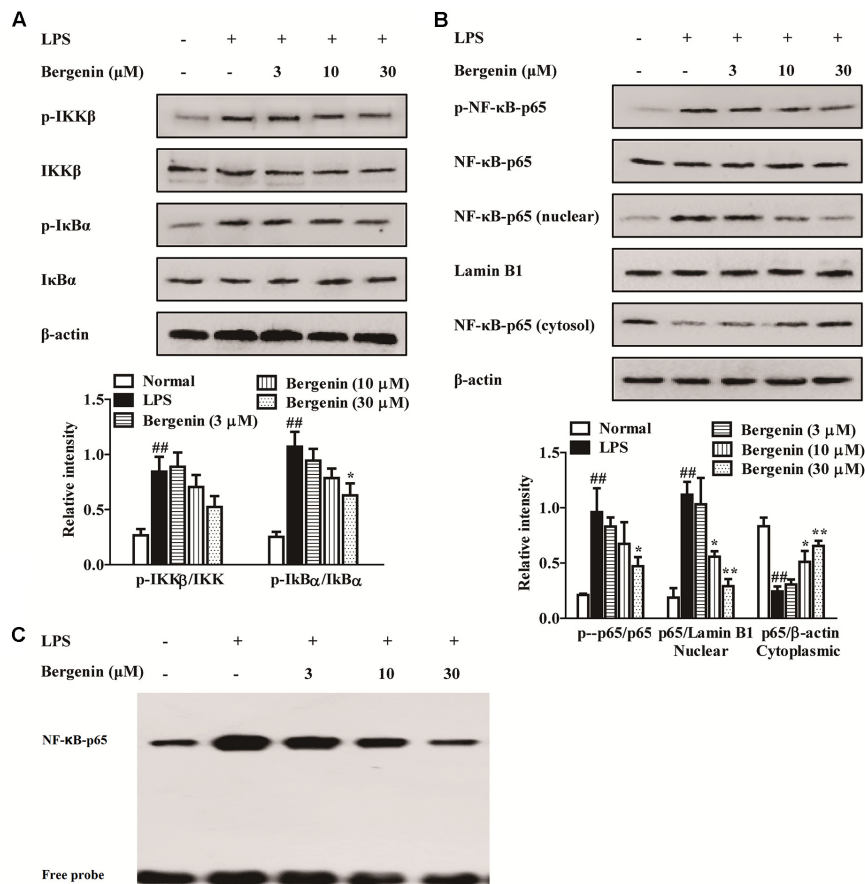 A
LPS - + + + +
Bergenin (µM) - - 3 10 30
p-IKKβ
IKKβ
p-IκBα
IκBα
β-actin
Normal
LPS
Bergenin (3 µM)
Bergenin (10 µM)
Bergenin (30 µM)
Relative intensity
1.5
1.0
0.5
0.0
##
##
*
p-IKKβ/IKK
p-IkBα/IkBα
B
LPS - + + + +
Bergenin (µM) - - 3 10 30
p-NF-κB-p65
NF-κB-p65
NF-κB-p65 (nuclear)
Lamin B1
NF-κB-p65 (cytosol)
β-actin
Normal
LPS
Bergenin (3 µM)
Bergenin (10 µM)
Bergenin (30 µM)
Relative intensity
1.5
1.0
0.5
0.0
##
*
##
*
**
##
*
**
p--p65/p65
p65/Lamin B1
Nuclear
p65/β-actin
Cytoplasmic
C
LPS - + + + +
Bergenin (µM) - - 3 10 30
NF-κB-p65
Free probe